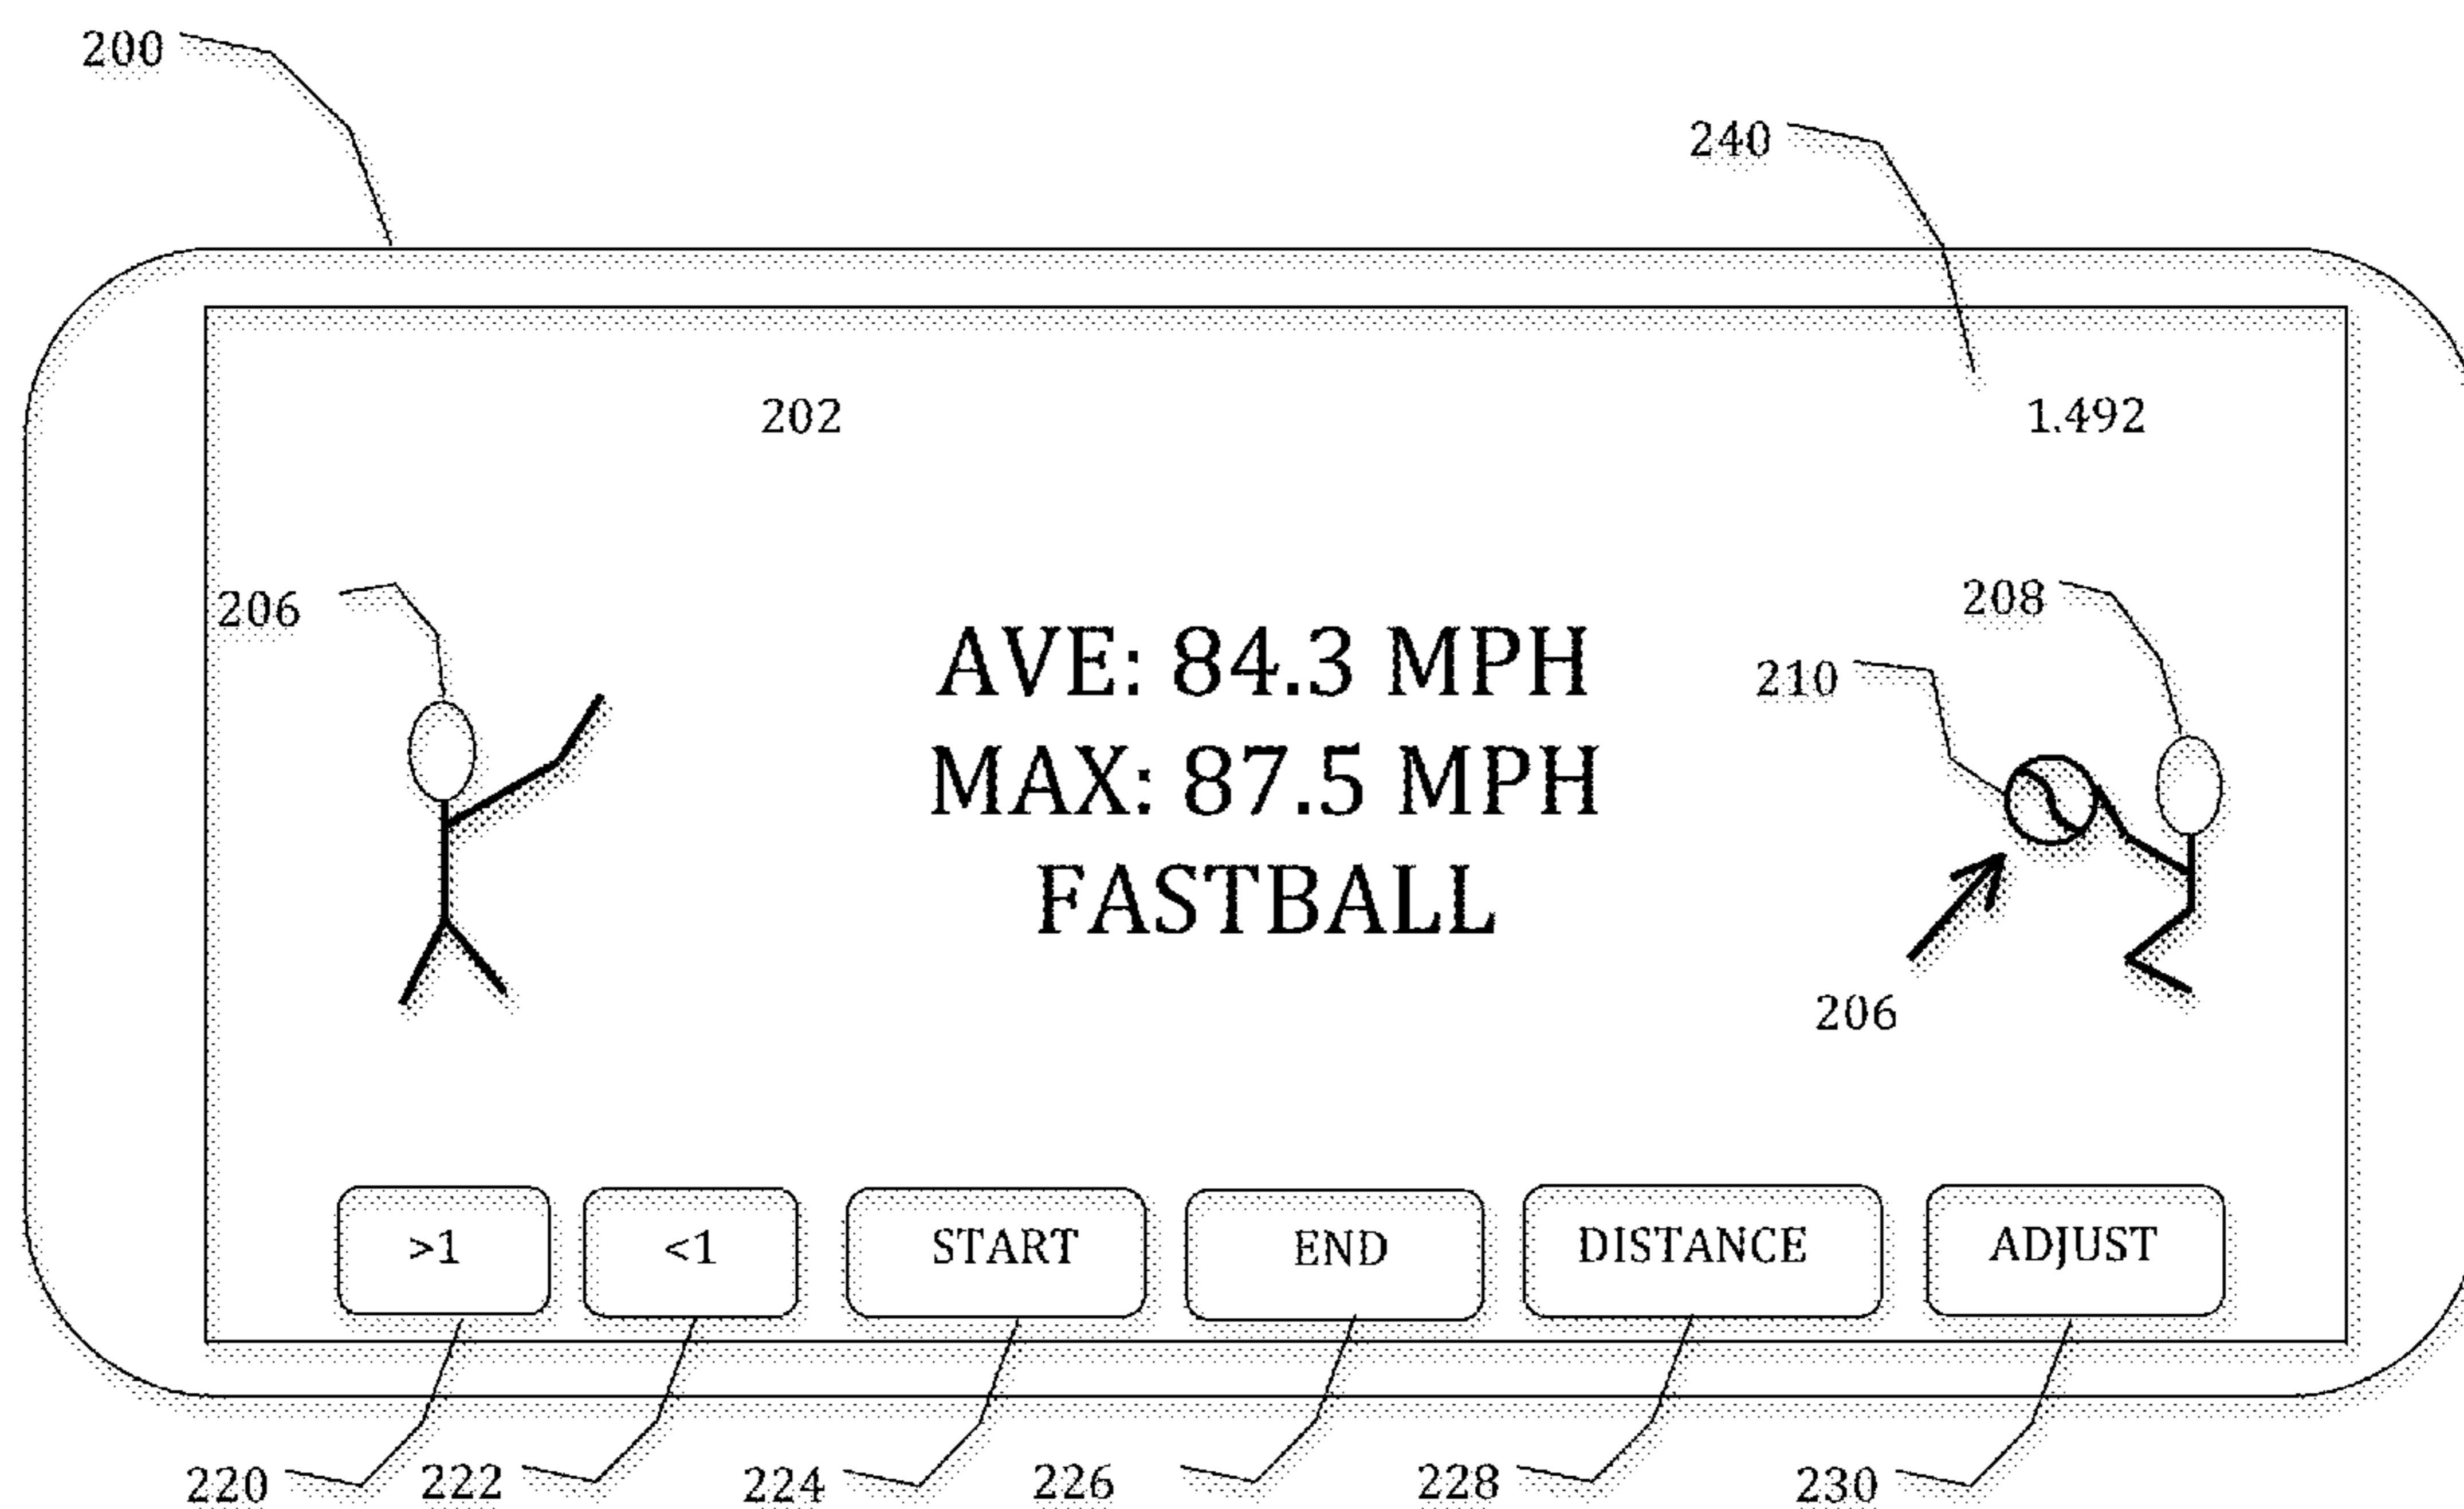 200
240
202
1.492
206
208
210
AVE: 84.3 MPH
MAX: 87.5 MPH
FASTBALL
206
>1
<1
START
END
DISTANCE
ADJUST
220
222
224
226
228
230